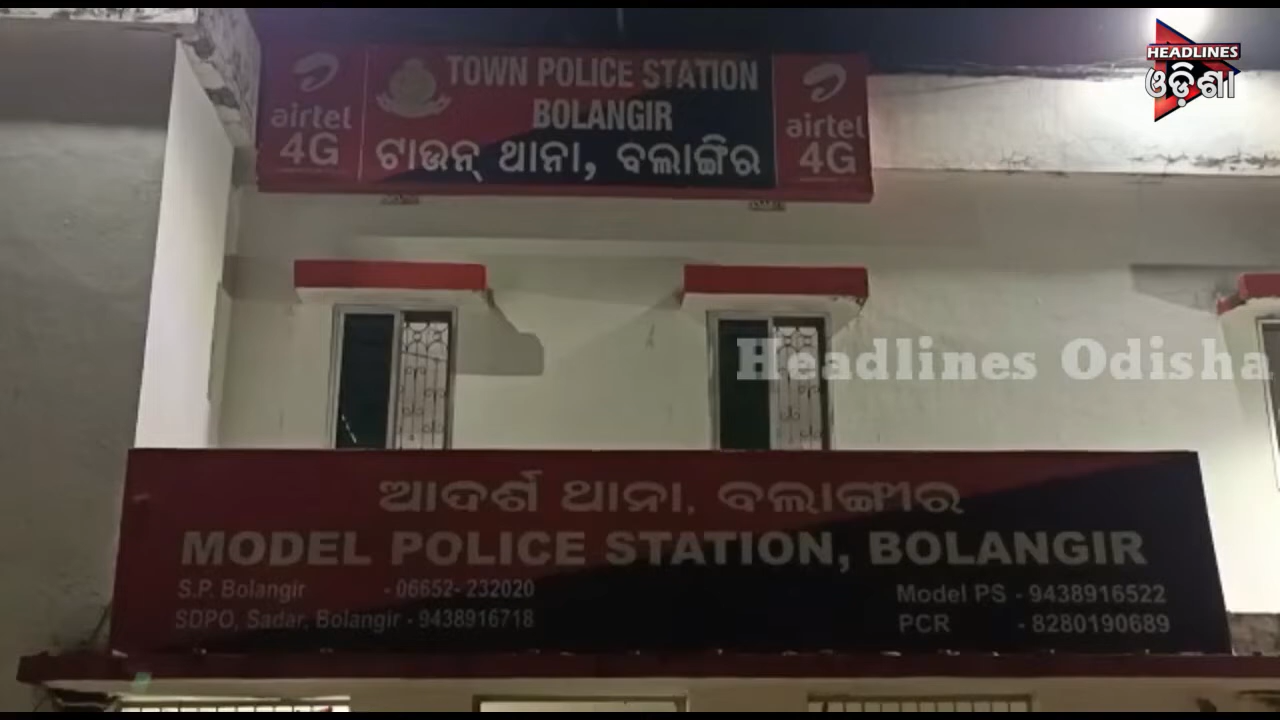 HEADLINES
ଓଡ଼ିଶା
airtel
4G
TOWN POLICE STATION
BOLANGIR
ଟାଉନ୍ ଥାନା, ବଲାଙ୍ଗିର
airtel
4G
Headlines Odisha
ଆଦର୍ଶ ଥାନା, ବଲାଙ୍ଗୀର
MODEL POLICE STATION, BOLANGIR
S.P. Bolangir - 06652- 232020
SDPO, Sadar, Bolangir - 9438916718
Model PS - 9438916522
PCR - 8280190689